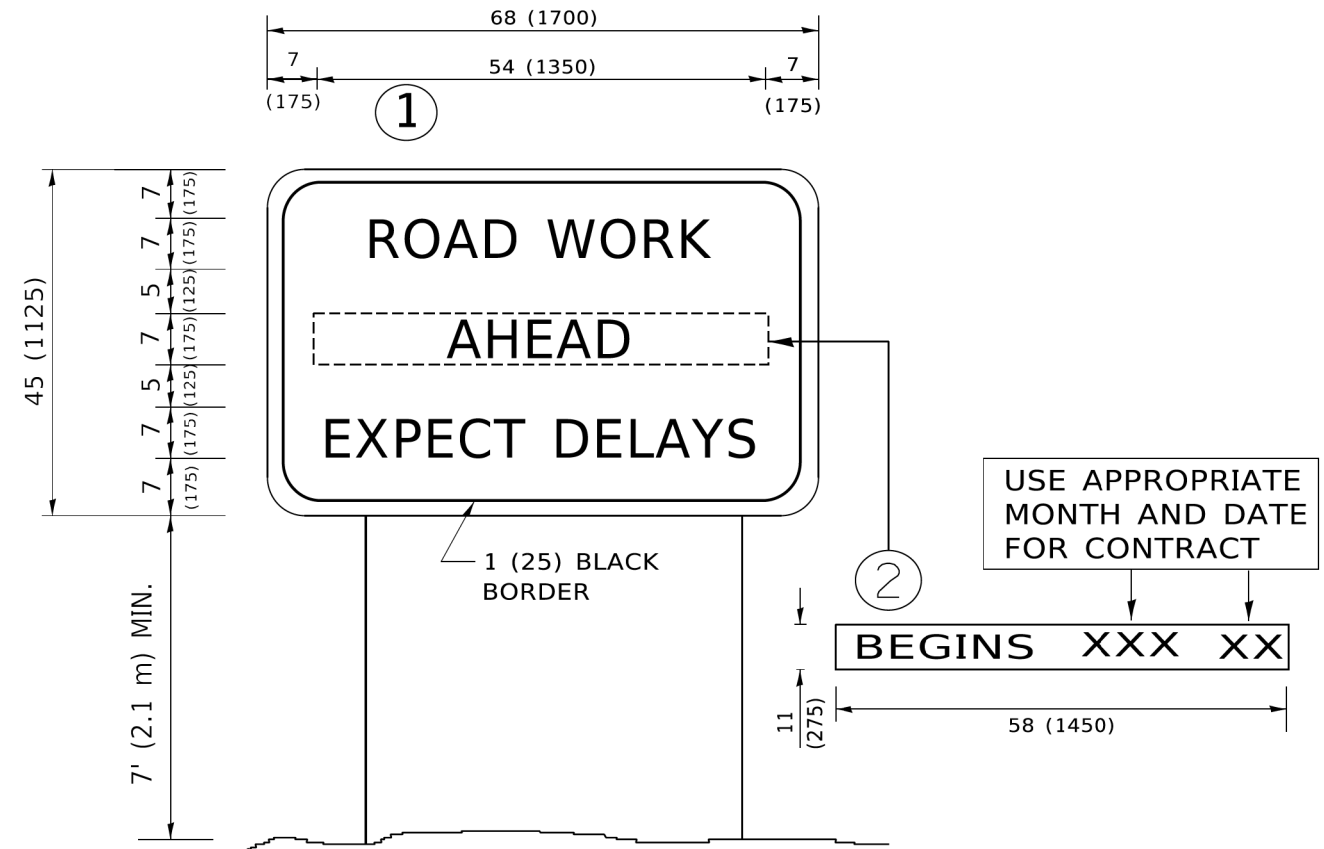 68 (1700)
7
54 (1350)
7
(175)
(175)
1
7
(175)
7
(175)
5
(125)
7
(175)
5
(125)
7
(175)
7
(175)
45 (1125)
ROAD WORK
AHEAD
EXPECT DELAYS
1 (25) BLACK
BORDER
7' (2.1 m) MIN.
2
USE APPROPRIATE
MONTH AND DATE
FOR CONTRACT
BEGINS XXX XX
11
(275)
58 (1450)